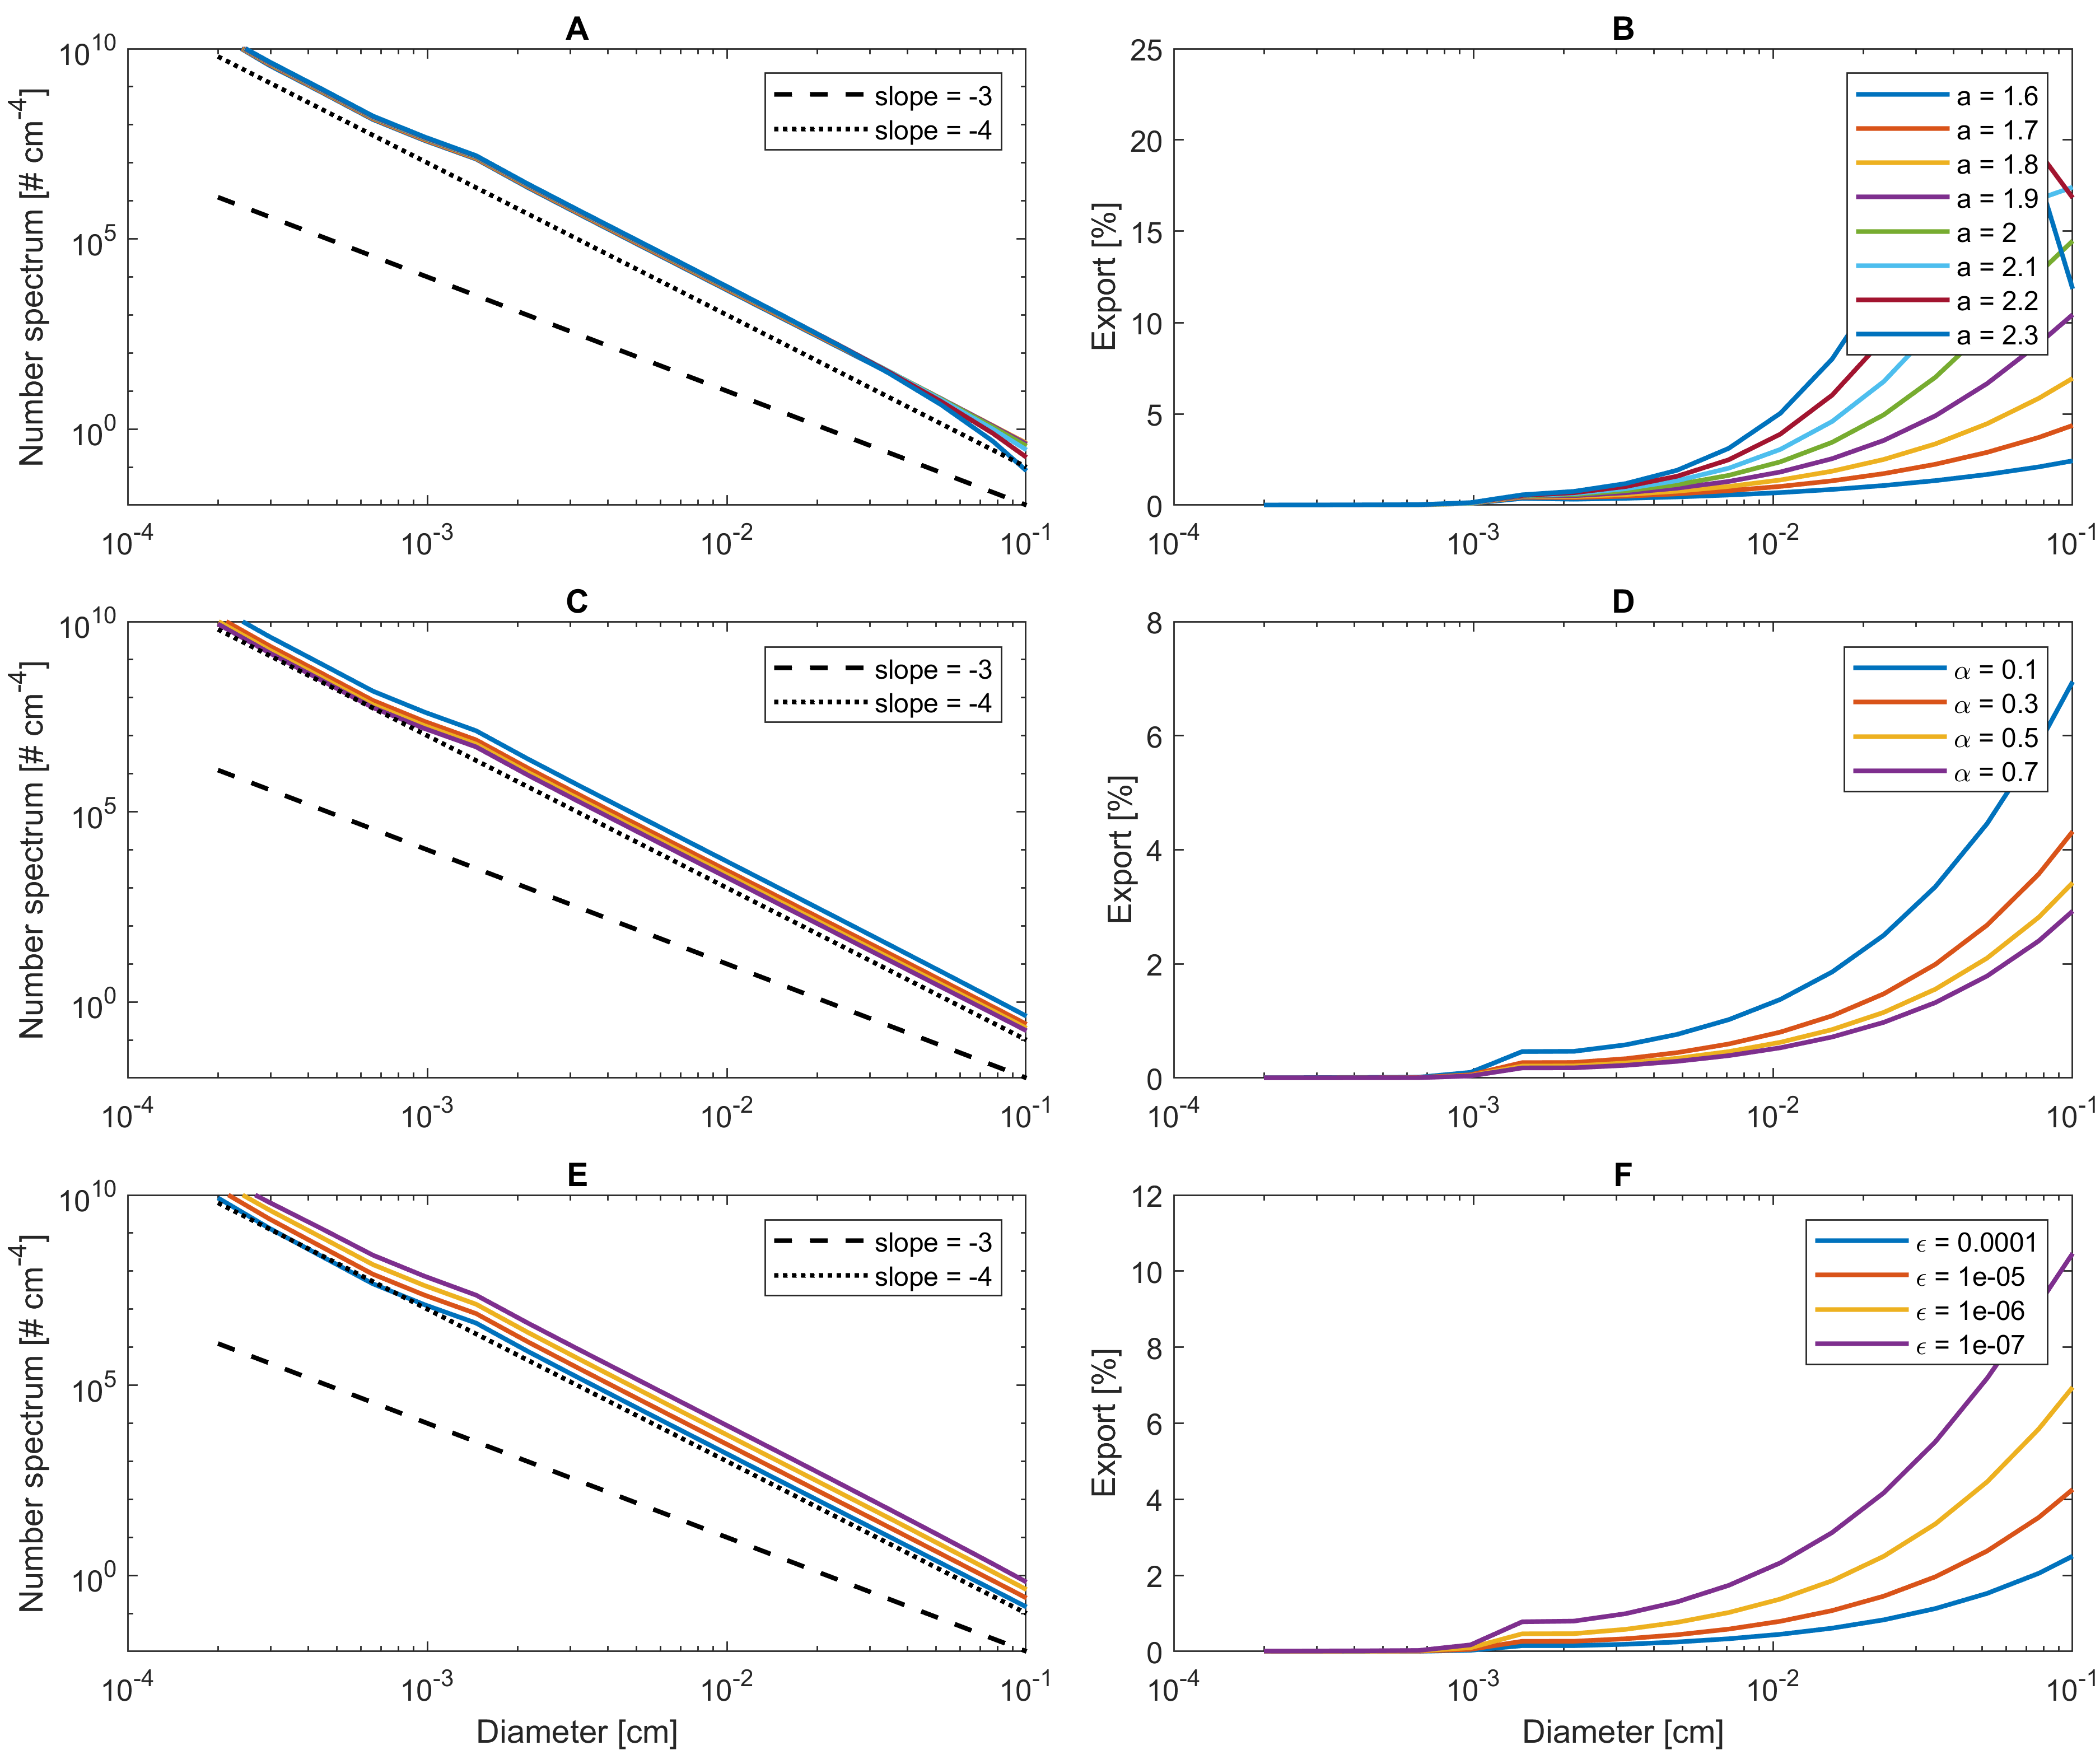 A
Number spectrum [# cm-4]
10^10
10^5
10^0
10^-4
10^-3
10^-2
10^-1
slope = -3
slope = -4
B
Export [%]
25
20
15
10
5
0
10^-4
10^-3
10^-2
10^-1
a = 1.6
a = 1.7
a = 1.8
a = 1.9
a = 2
a = 2.1
a = 2.2
a = 2.3
C
Number spectrum [# cm-4]
10^10
10^5
10^0
10^-4
10^-3
10^-2
10^-1
slope = -3
slope = -4
D
Export [%]
8
6
4
2
0
10^-4
10^-3
10^-2
10^-1
α = 0.1
α = 0.3
α = 0.5
α = 0.7
E
Number spectrum [# cm-4]
10^10
10^5
10^0
10^-4
10^-3
10^-2
10^-1
Diameter [cm]
slope = -3
slope = -4
F
Export [%]
12
10
8
6
4
2
0
10^-4
10^-3
10^-2
10^-1
Diameter [cm]
ϵ = 0.0001
ϵ = 1e-05
ϵ = 1e-06
ϵ = 1e-07